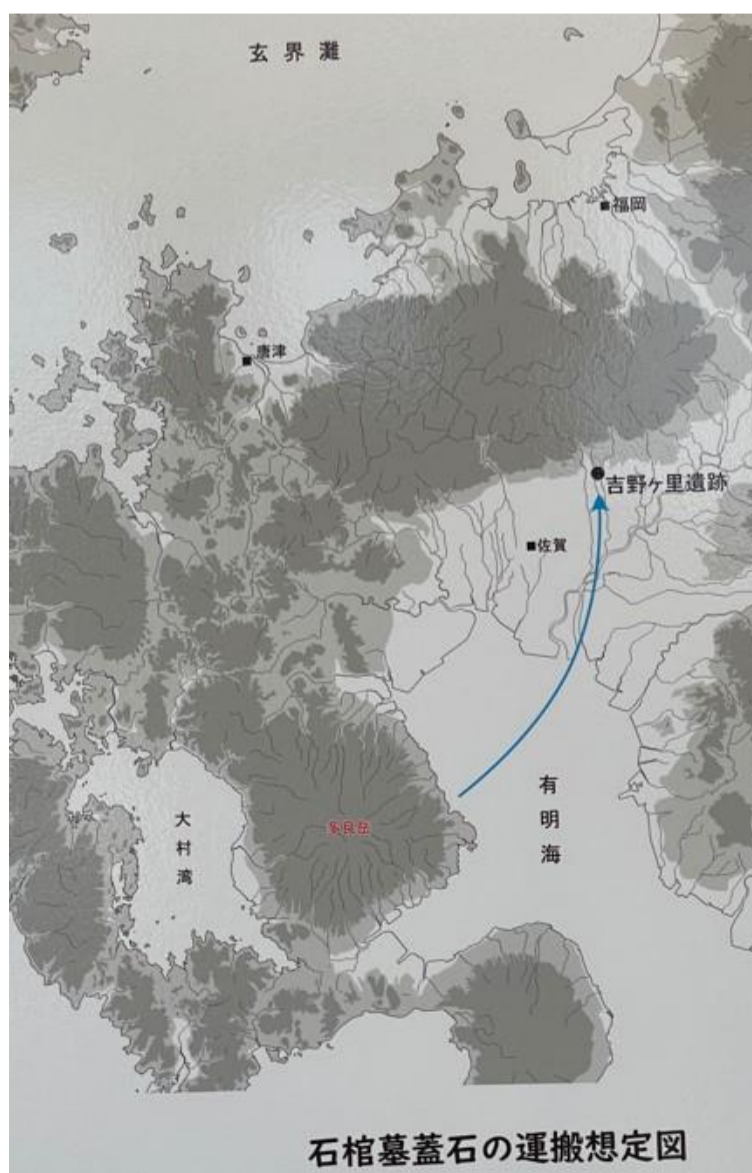 玄界灘
福岡
唐津
吉野ヶ里遺跡
佐賀
有明海
大村湾
多良岳
石棺墓蓋石の運搬想定図